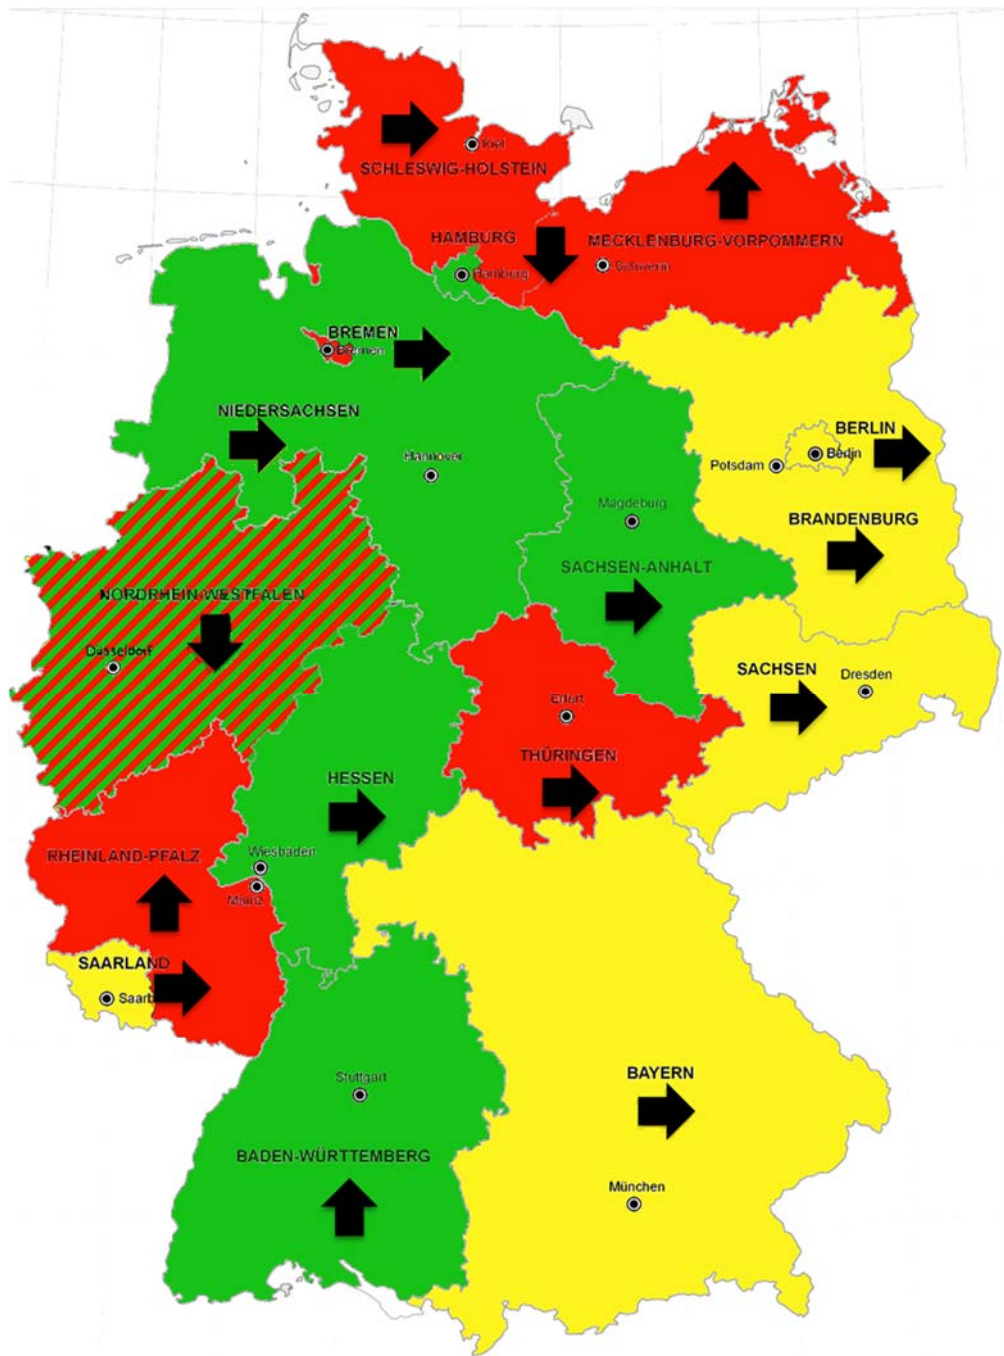 Kiel
SCHLESWIG-HOLSTEIN
HAMBURG
MECKLENBURG-VORPOMMERN
Schwerin
Hamburg
BREMEN
Bremen
NIEDERSACHSEN
BERLIN
Hannover
Potsdam
Berlin
Magdeburg
BRANDENBURG
SACHSEN-ANHALT
NORDRHEIN-WESTFALEN
Düsseldorf
SACHSEN
Dresden
Erfurt
THÜRINGEN
HESSEN
Wiesbaden
RHEINLAND-PFALZ
Mainz
SAARLAND
Saarb
BAYERN
Stuttgart
BADEN-WÜRTTEMBERG
München